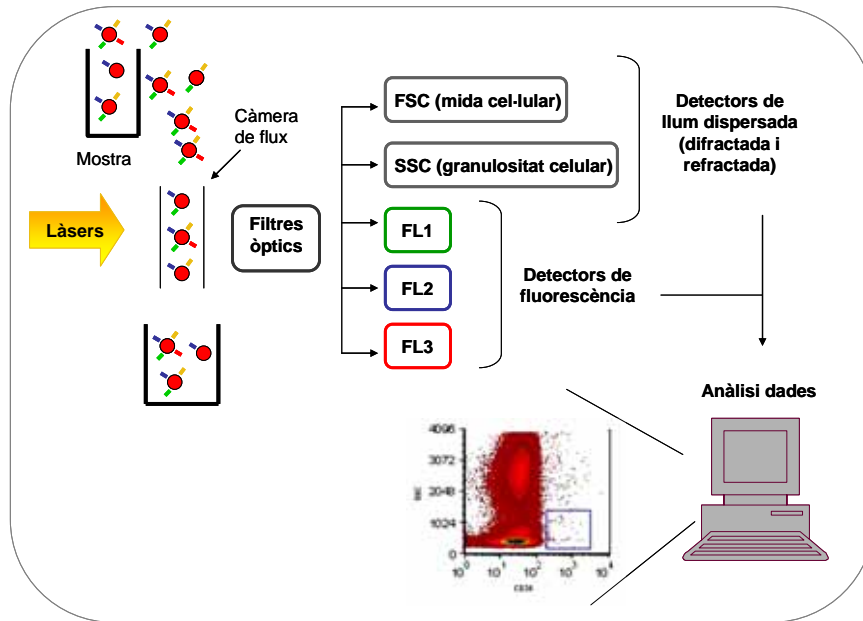 Mostra
Càmera
de flux
Làsers
Filtres
òptics
FSC (mida cel-lular)
SSC (granulositat celular)
FL1
FL2
FL3
Detectors de
llum dispersada
(difractada i
refractada)
Detectors de
fluorescència
Anàlisi dades
4096
3072
2048
1024
0
SSC
10⁰ 10¹ 10² 10³ 10⁴
CD34